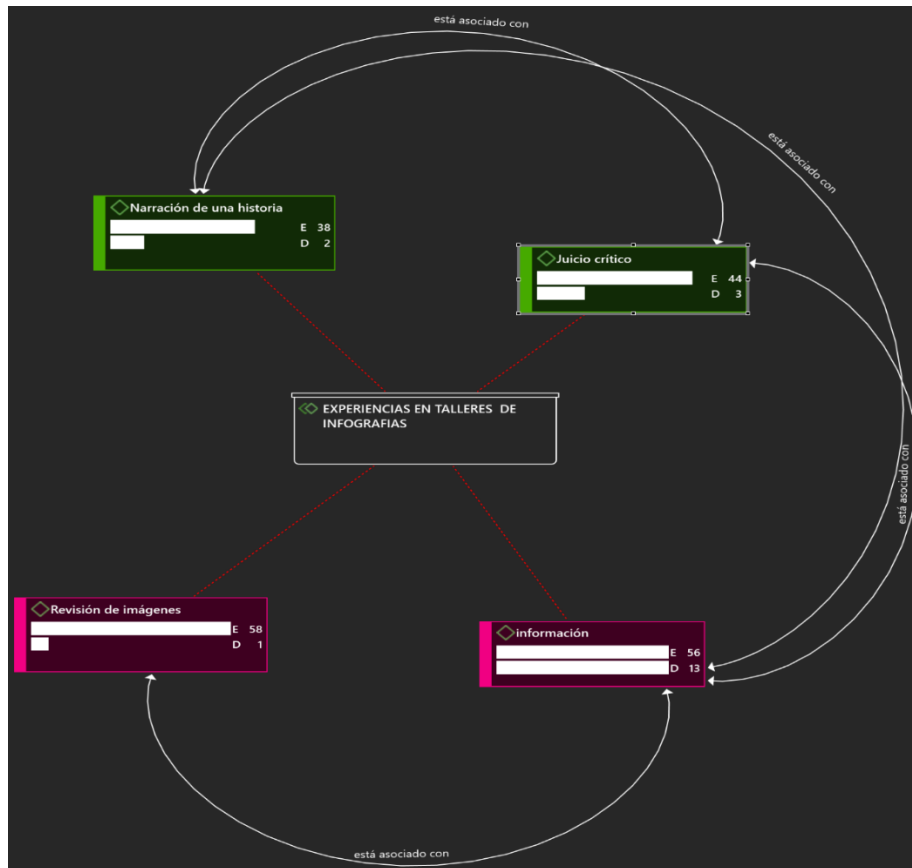 está asociado con
está asociado con
Narración de una historia
E 38
D 2
Juicio crítico
E 44
D 3
EXPERIENCIAS EN TALLERES DE
INFOGRAFIAS
está asociado con
Revisión de imágenes
E 58
D 1
información
E 56
D 13
está asociado con